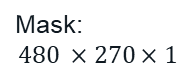 Mask:
480 × 270 × 1